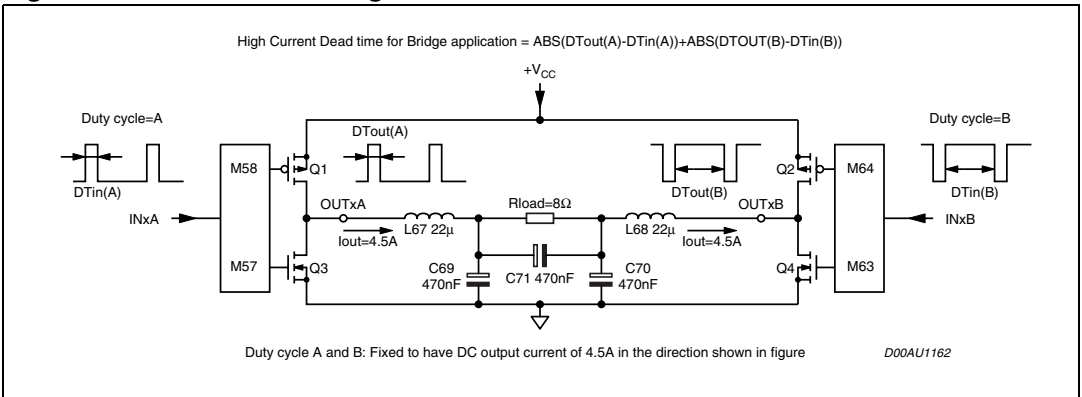 High Current Dead time for Bridge application = ABS(DTout(A)-DTin(A))+ABS(DTOUT(B)-DTin(B))
+VCC
Duty cycle=A
DTin(A)
INxA
M58
M57
Q1
Q3
DTout(A)
OUTxA
L67 22µ
Iout=4.5A
C69
470nF
Rload=8Ω
C71 470nF
DTout(B)
L68 22µ
Iout=4.5A
C70
470nF
OUTxB
Q2
Q4
M64
M63
Duty cycle=B
DTin(B)
INxB
Duty cycle A and B: Fixed to have DC output current of 4.5A in the direction shown in figure
D00AU1162